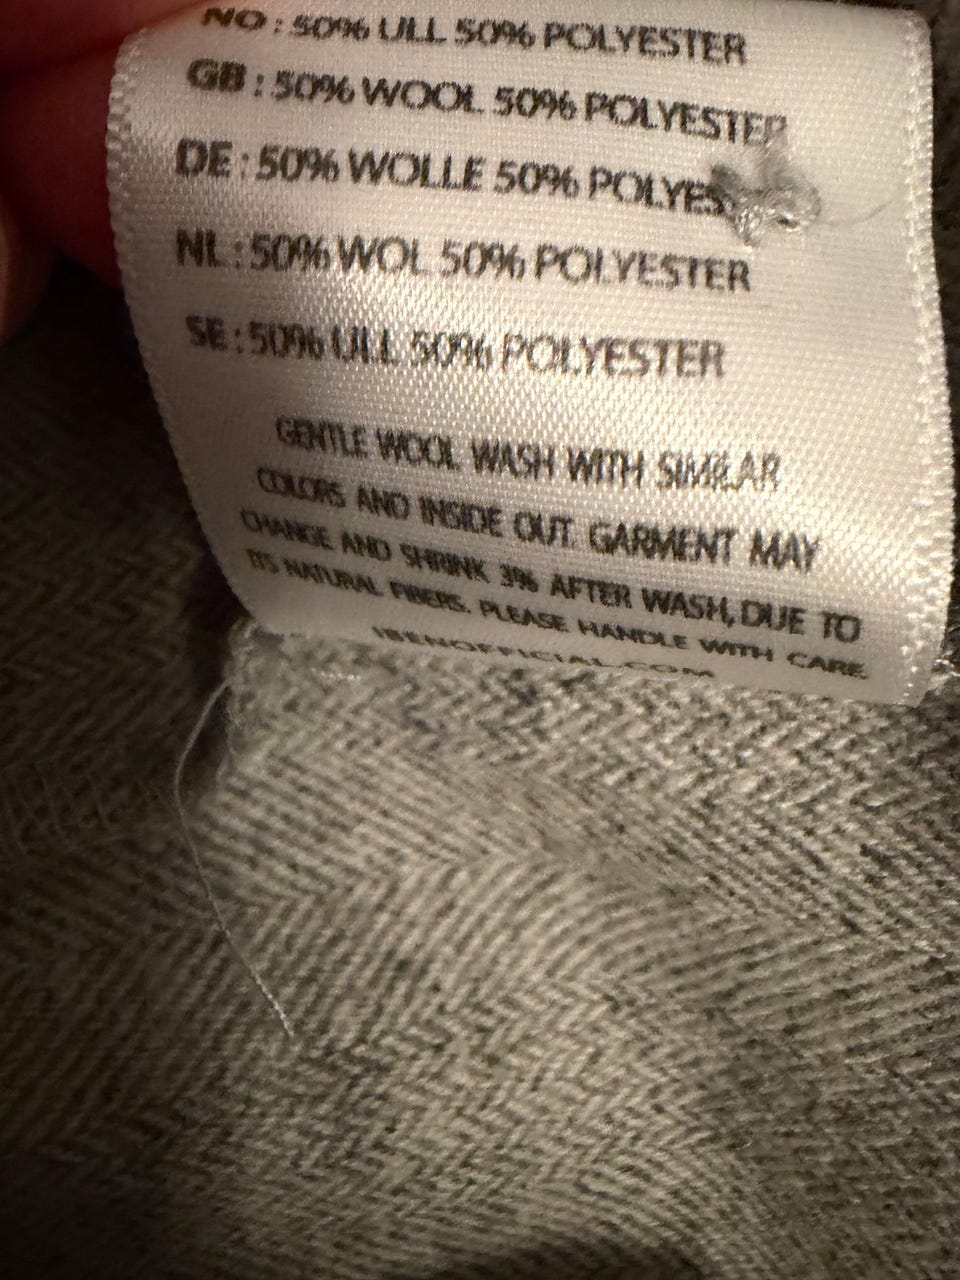 NO : 50% ULL 50% POLYESTER
GB : 50% WOOL 50% POLYESTER
DE : 50% WOLLE 50% POLYES
NL : 50% WOL 50% POLYESTER
SE : 50% ULL 50% POLYESTER
GENTLE WOOL WASH WITH SIMILAR
COLORS AND INSIDE OUT. GARMENT MAY
CHANGE AND SHRINK 3% AFTER WASH, DUE TO
ITS NATURAL FIBERS. PLEASE HANDLE WITH CARE
IBENOFFICIAL.COM